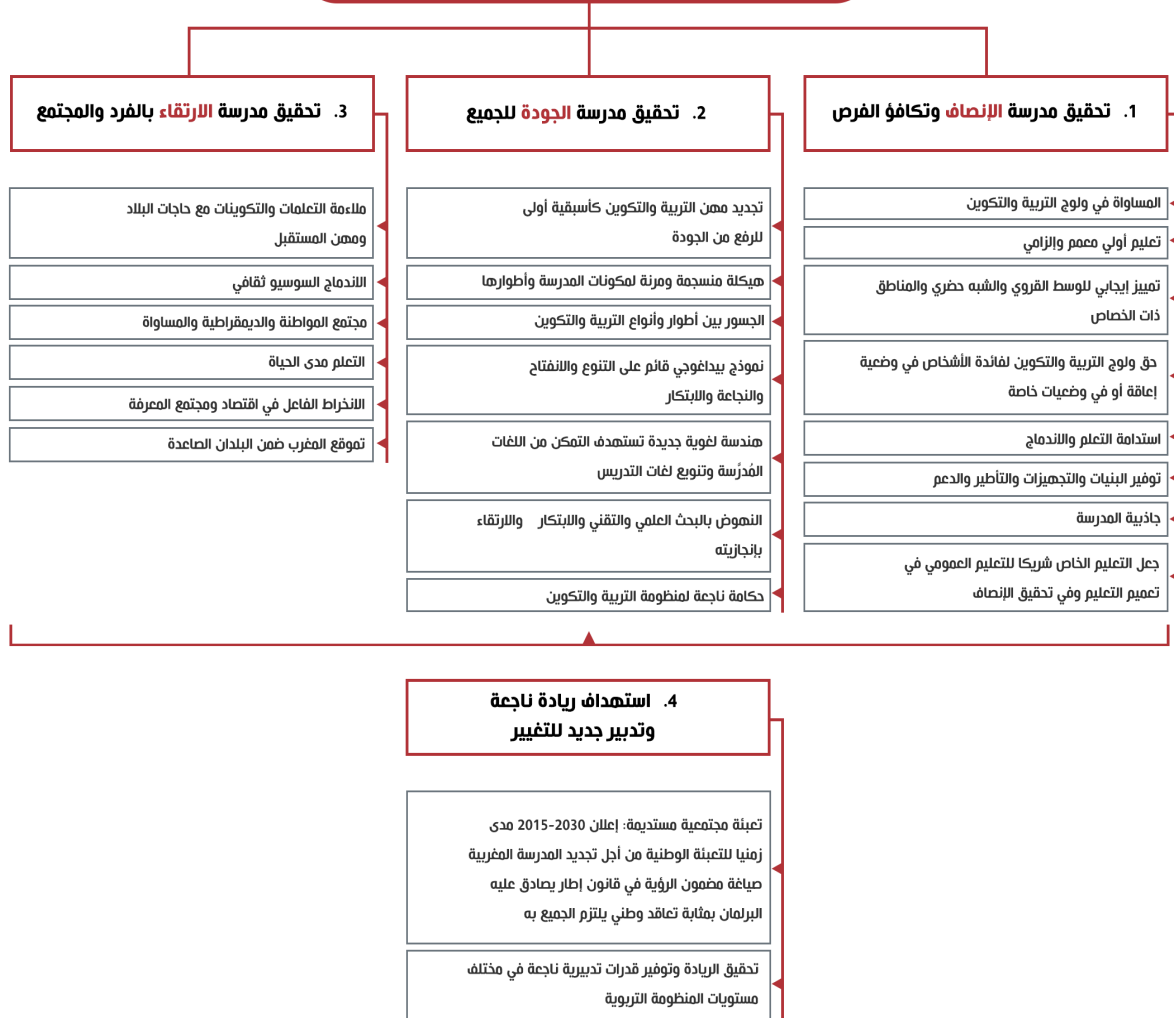 1. تحقيق مدرسة الإنصاف وتكافؤ الفرص
المساواة في ولوج التربية والتكوين
تعليم أولي معمم وإلزامي
تمييز إيجابي للوسط القروي والشبه حضري والمناطق
ذات الخصاص
حق ولوج التربية والتكوين لفائدة الأشخاص في وضعية
إعاقة أو في وضعيات خاصة
استدامة التعلم والاندماج
توفير البنيات والتجهيزات والتأطير والدعم
جاذبية المدرسة
جعل التعليم الخاص شريكا للتعليم العمومي في
تعميم التعليم وفي تحقيق الإنصاف
2. تحقيق مدرسة الجودة للجميع
تجديد مهن التربية والتكوين كأسبقية أولى
للرفع من الجودة
هيكلة منسجمة ومرنة لمكونات المدرسة وأطوارها
الجسور بين أطوار وأنواع التربية والتكوين
نموذج بيداغوجي قائم على التنوع والانفتاح
والنجاعة والابتكار
هندسة لغوية جديدة تستهدف التمكن من اللغات
المُدرَّسة وتنويع لغات التدريس
النهوض بالبحث العلمي والتقني والابتكار والارتقاء
بإنجازيته
حكامة ناجعة لمنظومة التربية والتكوين
3. تحقيق مدرسة الارتقاء بالفرد والمجتمع
ملاءمة التعلمات والتكوينات مع حاجات البلاد
ومهن المستقبل
الاندماج السوسيو ثقافي
مجتمع المواطنة والديمقراطية والمساواة
التعلم مدى الحياة
الانخراط الفاعل في اقتصاد ومجتمع المعرفة
تموقع المغرب ضمن البلدان الصاعدة
4. استهداف ريادة ناجعة
وتدبير جديد للتغيير
تعبئة مجتمعية مستديمة: إعلان 2030-2015 مدى
زمنيا للتعبئة الوطنية من أجل تجديد المدرسة المغربية
صياغة مضمون الرؤية في قانون إطار يصادق عليه
البرلمان بمثابة تعاقد وطني يلتزم الجميع به
تحقيق الريادة وتوفير قدرات تدبيرية ناجعة في مختلف
مستويات المنظومة التربوية